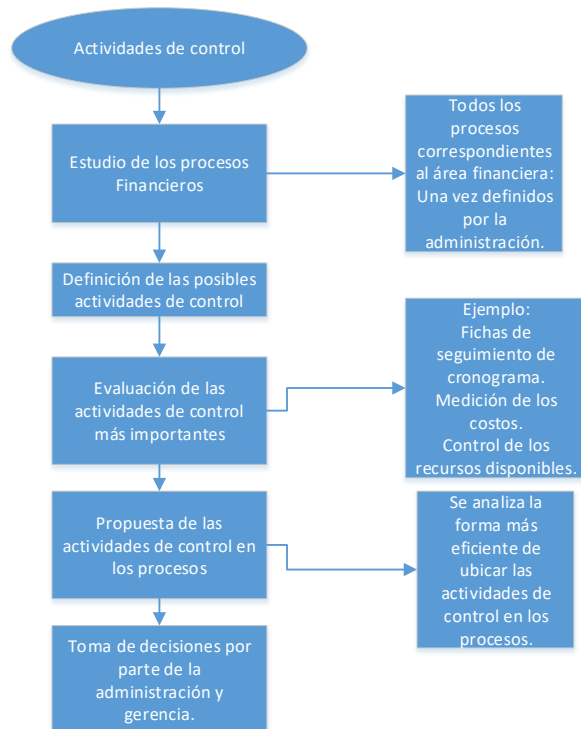 Actividades de control
Estudio de los procesos
Financieros
Todos los
procesos
correspondientes
al área financiera:
Una vez definidos
por la
administración.
Definición de las posibles
actividades de control
Evaluación de las
actividades de control
más importantes
Ejemplo:
Fichas de
seguimiento de
cronograma.
Medición de los
costos.
Control de los
recursos disponibles.
Propuesta de las
actividades de control en
los procesos
Se analiza la
forma más
eficiente de
ubicar las
actividades de
control en los
procesos.
Toma de decisiones por
parte de la
administración y
gerencia.